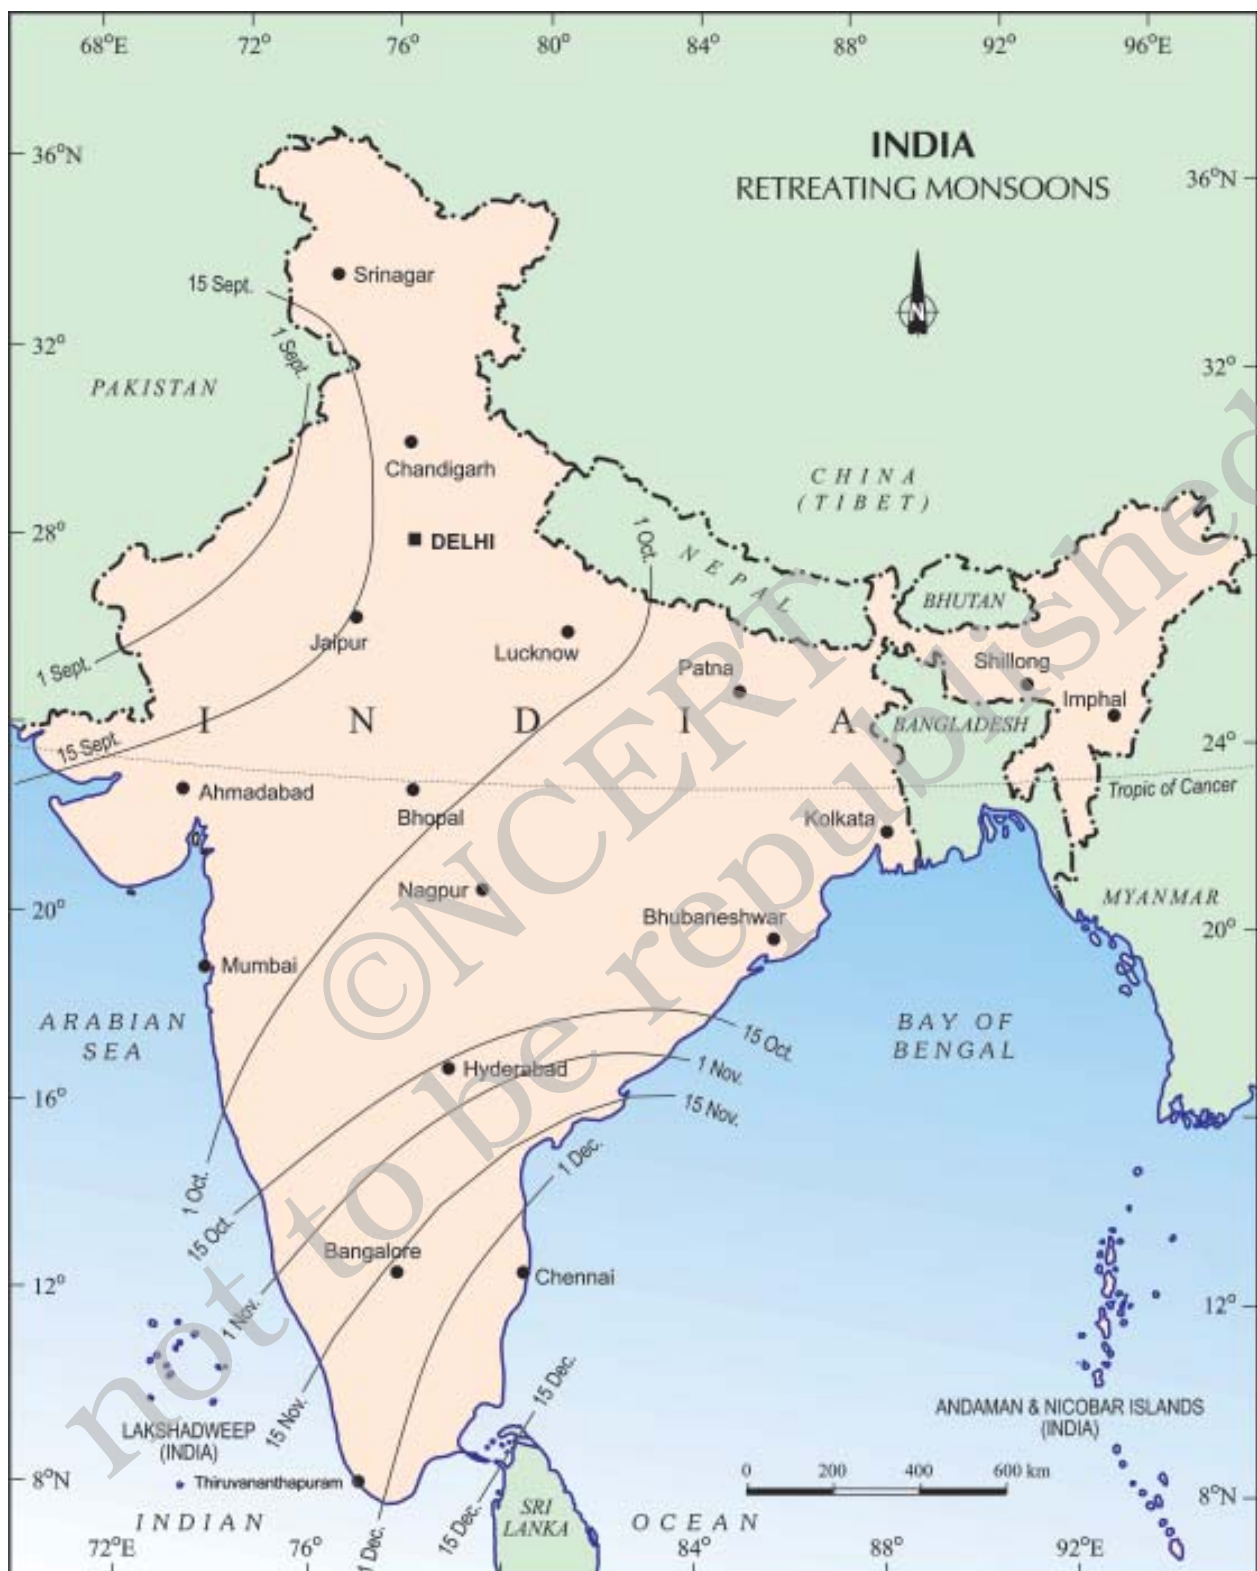 68°E 72° 76° 80° 84° 88° 92° 96°E
INDIA
RETREATING MONSOONS
36°N
36°N
N
Srinagar
15 Sept.
1 Sept.
32°
32°
PAKISTAN
Chandigarh
CHINA
(TIBET)
28°
DELHI
1 Oct.
NEPAL
BHUTAN
Jaipur
Lucknow
Patna
Shillong
1 Sept.
Imphal
INDIA
BANGLADESH
15 Sept.
24°
Tropic of Cancer
Ahmadabad
Bhopal
Kolkata
Nagpur
MYANMAR
20°
Bhubaneshwar
20°
Mumbai
ARABIAN
SEA
BAY OF
BENGAL
15 Oct.
Hyderabad
1 Nov.
16°
15 Nov.
1 Dec.
1 Oct.
15 Oct.
Bangalore
Chennai
12°
12°
1 Nov.
15 Dec.
15 Nov.
LAKSHADWEEP
(INDIA)
ANDAMAN & NICOBAR ISLANDS
(INDIA)
8°N
Thiruvananthapuram
0 200 400 600 km
8°N
15 Dec.
SRI
LANKA
INDIAN OCEAN
1 Dec.
72°E 76° 84° 88° 92°E
©NCERT
not to be republished